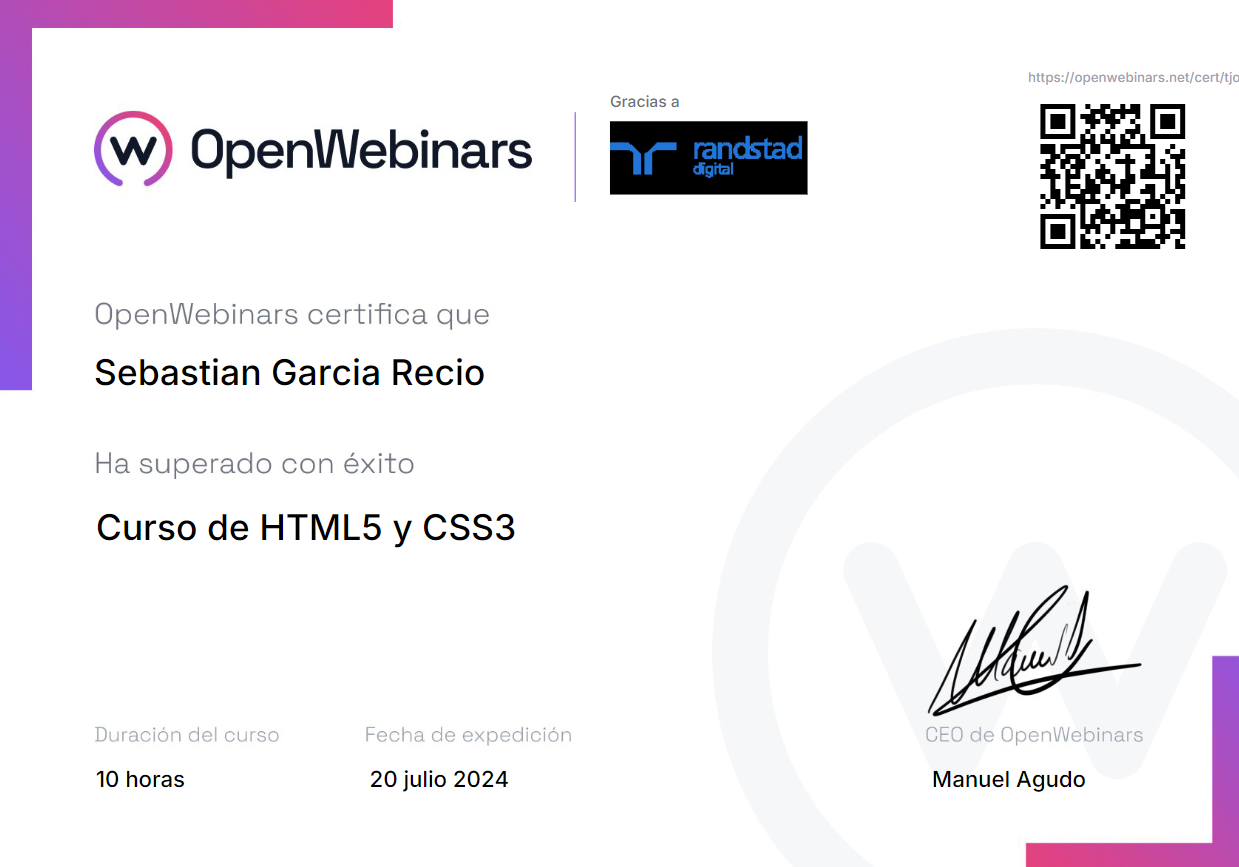 https://openwebinars.net/cert/tjo
Gracias a
OpenWebinars
randstad
digital
OpenWebinars certifica que
Sebastian Garcia Recio
Ha superado con éxito
Curso de HTML5 y CSS3
Duración del curso
Fecha de expedición
CEO de OpenWebinars
10 horas
20 julio 2024
Manuel Agudo